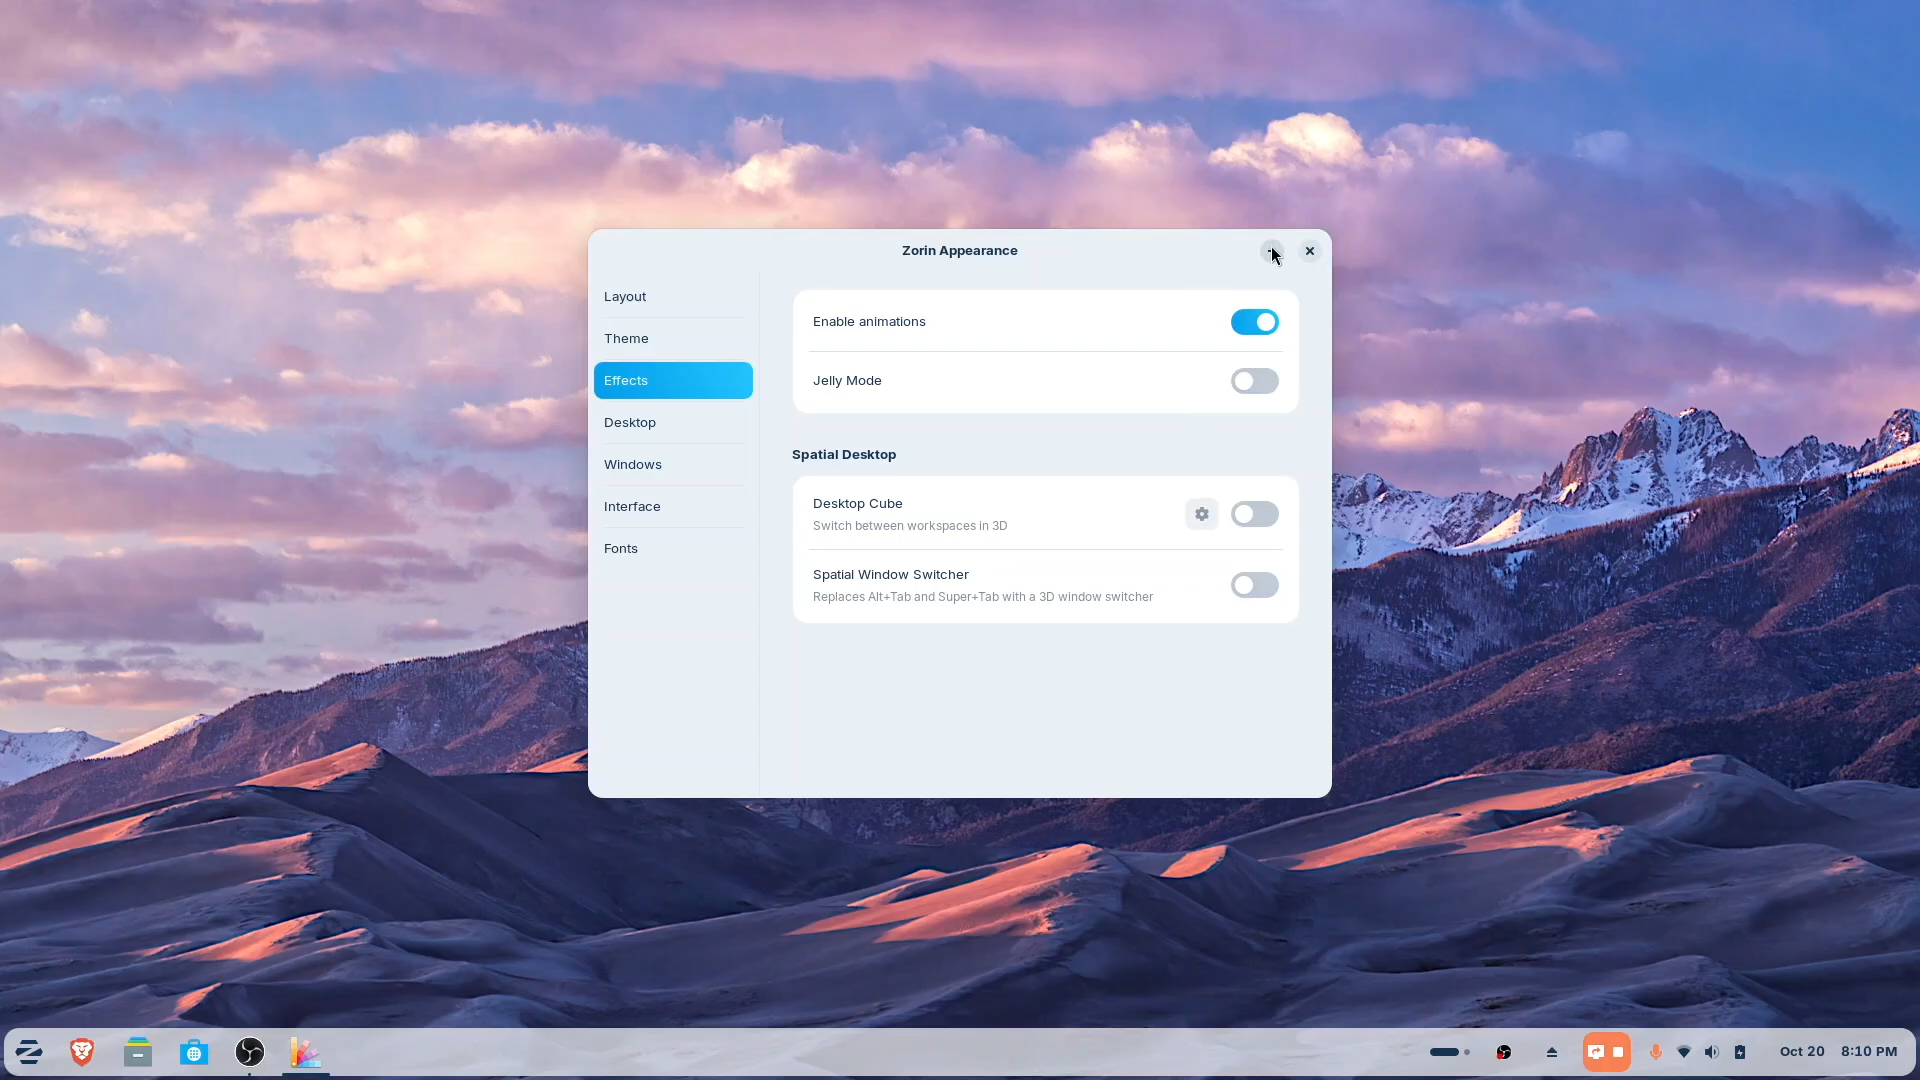 Zorin Appearance
Layout
Theme
Effects
Desktop
Windows
Interface
Fonts
Enable animations
Jelly Mode
Spatial Desktop
Desktop Cube
Switch between workspaces in 3D
Spatial Window Switcher
Replaces Alt+Tab and Super+Tab with a 3D window switcher
Oct 20 8:10 PM